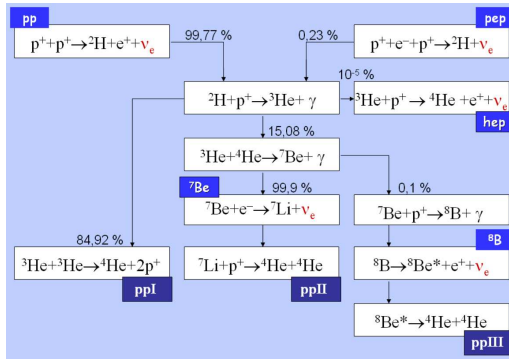 pp
pep
p⁺+p⁺→²H+e⁺+νₑ
99,77 %
0,23 %
p⁺+e⁻+p⁺→²H+νₑ
²H+p⁺→³He+ γ
10⁻⁵ %
³He+p⁺→ ⁴He +e⁺+νₑ
hep
15,08 %
³He+⁴He→⁷Be+ γ
⁷Be
99,9 %
0,1 %
⁷Be+e⁻→⁷Li+νₑ
⁷Be+p⁺→⁸B+ γ
84,92 %
⁸B
³He+³He→⁴He+2p⁺
⁷Li+p⁺→⁴He+⁴He
⁸B→⁸Be*+e⁺+νₑ
ppI
ppII
⁸Be*→⁴He+⁴He
ppIII